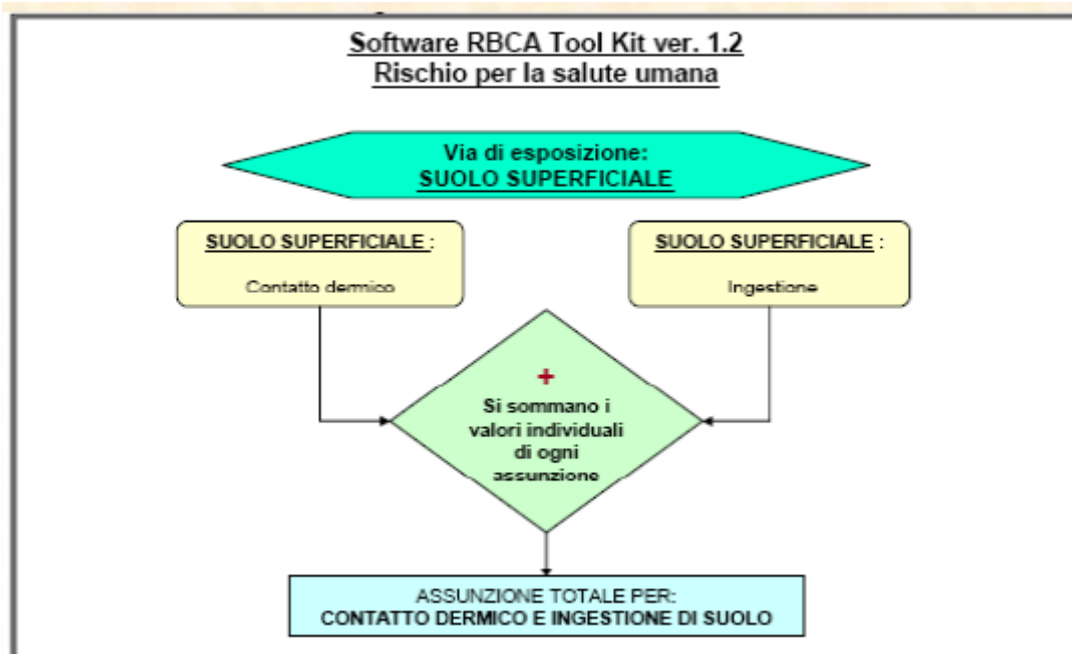 Software RBCA Tool Kit ver. 1.2
Rischio per la salute umana
Via di esposizione:
SUOLO SUPERFICIALE
SUOLO SUPERFICIALE :
Contatto dermico
SUOLO SUPERFICIALE :
Ingestione
+
Si sommano i
valori individuali
di ogni
assunzione
ASSUNZIONE TOTALE PER:
CONTATTO DERMICO E INGESTIONE DI SUOLO